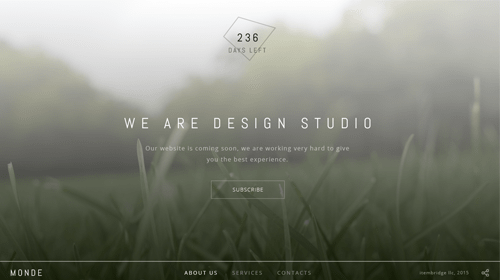 236
DAYS LEFT
WE ARE DESIGN STUDIO
Our website is coming soon, we are working very hard to give
you the best experience.
SUBSCRIBE
MONDE ABOUT US SERVICES CONTACTS nembridge llc, 2015